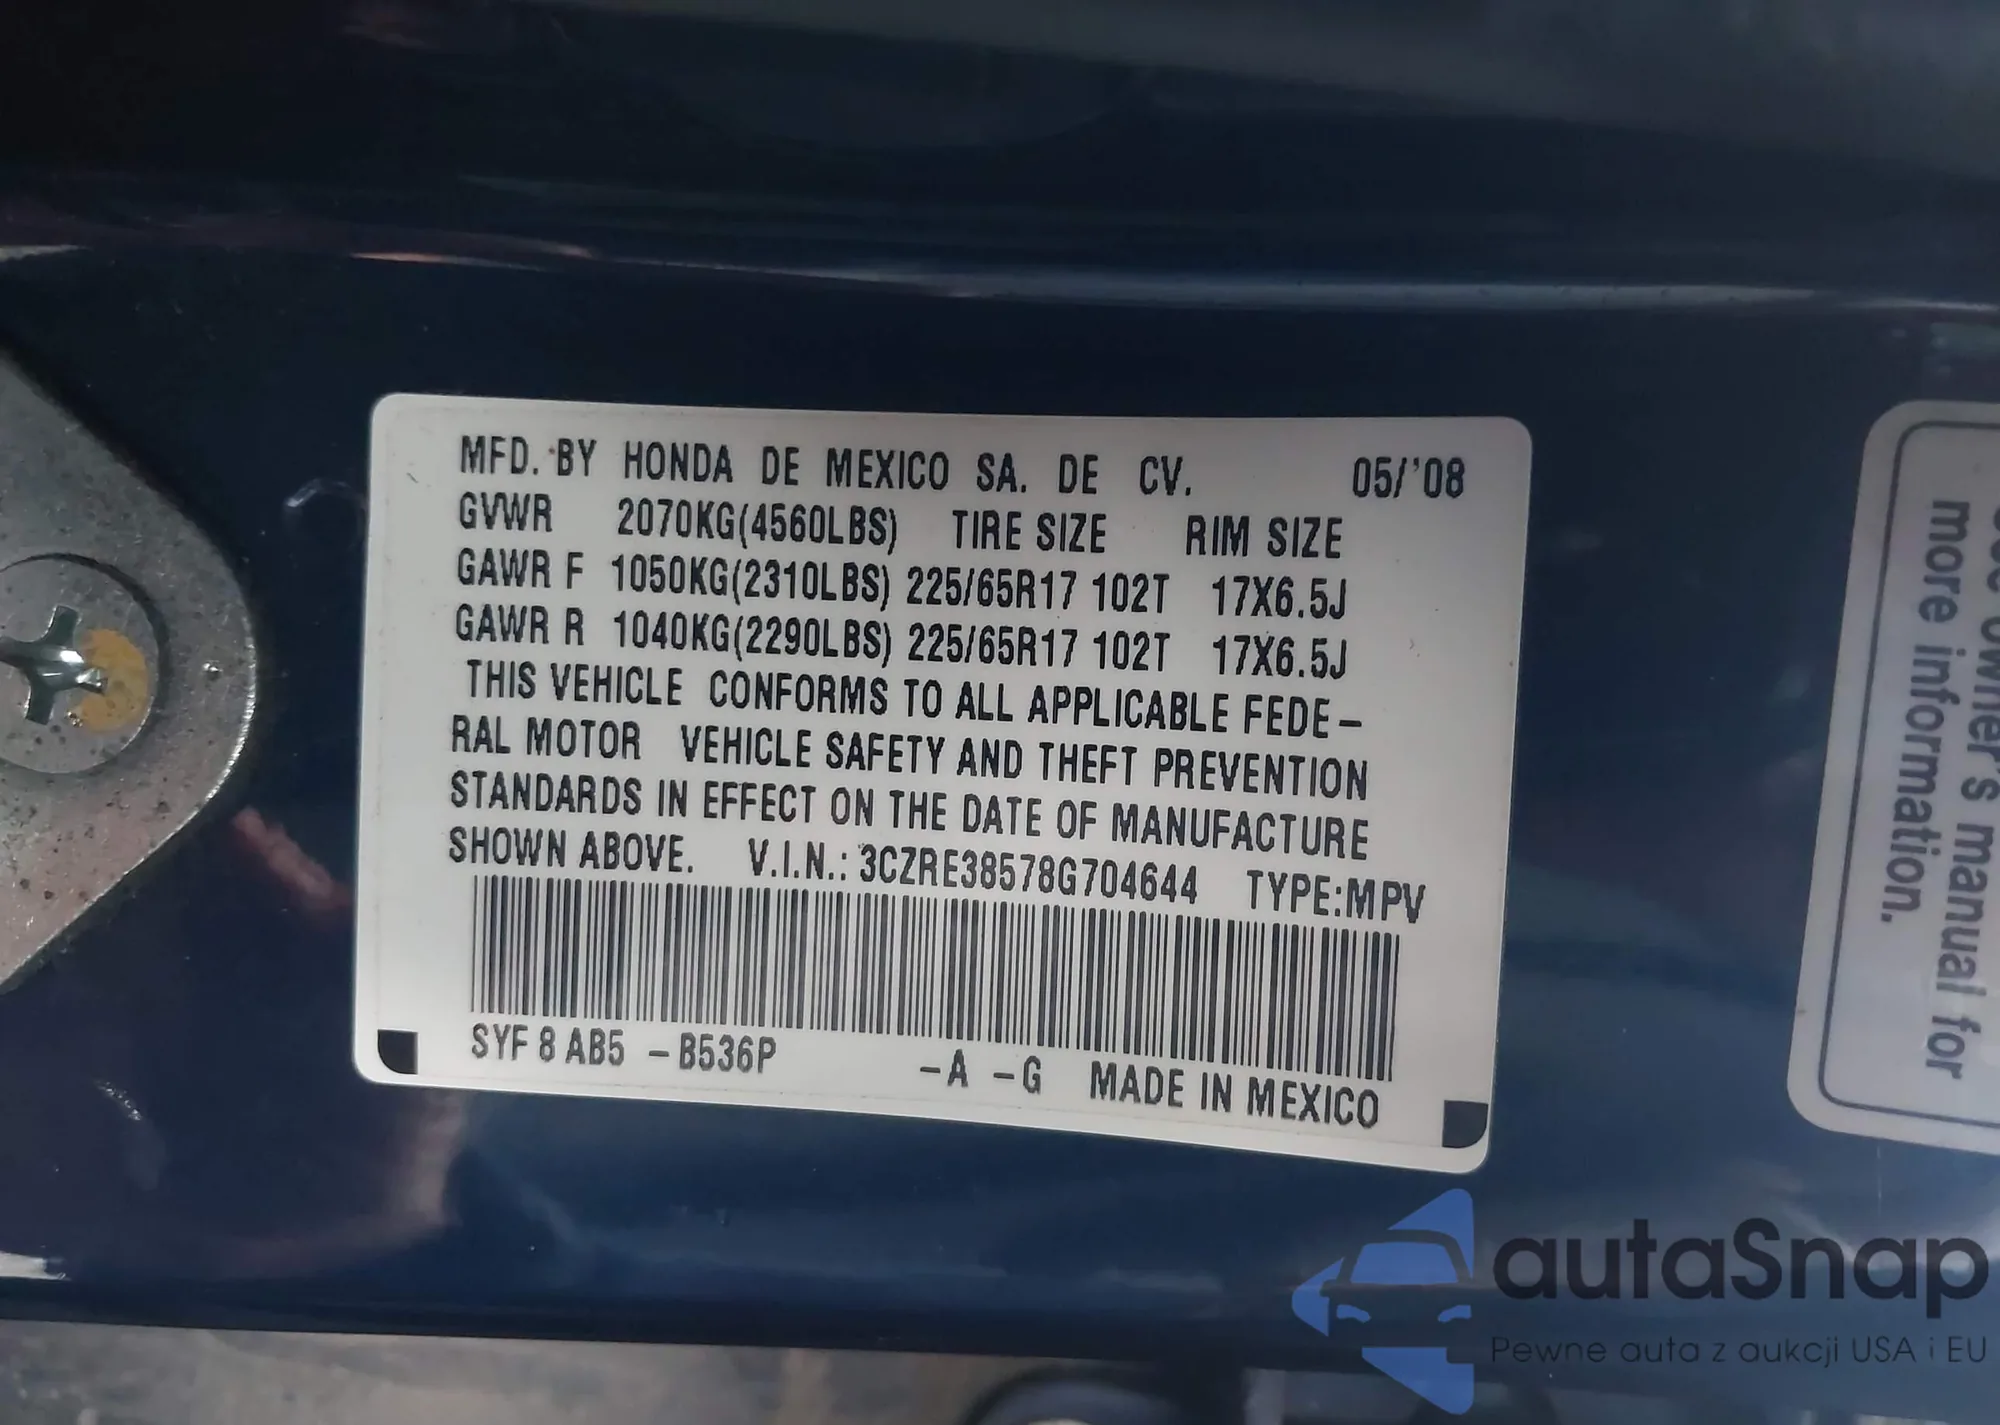 MFD. BY HONDA DE MEXICO SA. DE CV. 05/'08
GVWR 2070KG(4560LBS) TIRE SIZE RIM SIZE
GAWR F 1050KG(2310LBS) 225/65R17 102T 17X6.5J
GAWR R 1040KG(2290LBS) 225/65R17 102T 17X6.5J
THIS VEHICLE CONFORMS TO ALL APPLICABLE FEDE-
RAL MOTOR VEHICLE SAFETY AND THEFT PREVENTION
STANDARDS IN EFFECT ON THE DATE OF MANUFACTURE
SHOWN ABOVE. V.I.N.: 3CZRE38578G704644 TYPE:MPV
SYF 8 AB5 -B536P -A -G MADE IN MEXICO
owner's manual for
more information.
autaSnap
Pewne auta z aukcji USA i EU